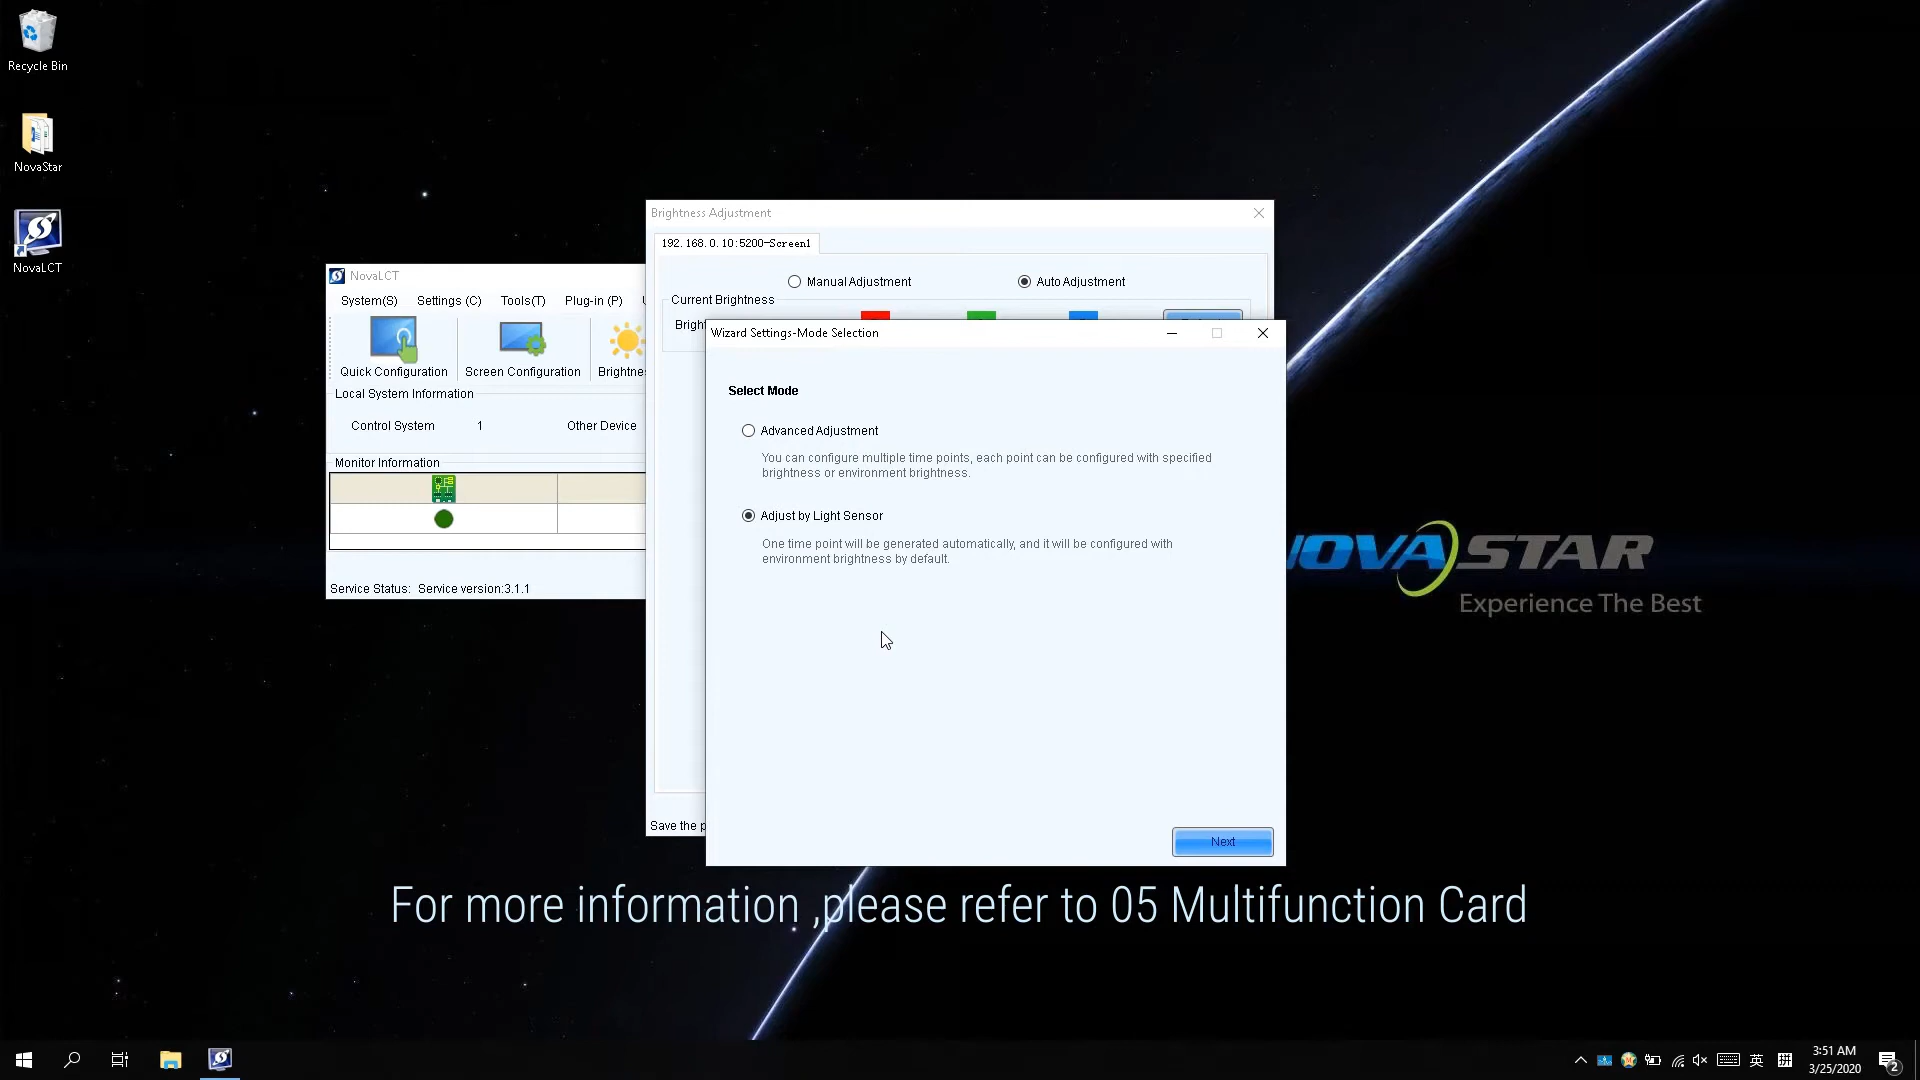 Recycle Bin
NovaStar
NovaLCT
Brightness Adjustment
192.168.0.10:5200-Screen1
Manual Adjustment
Auto Adjustment
Current Brightness
NovaLCT
System(S) Settings (C) Tools(T) Plug-in (P)
Quick Configuration
Screen Configuration
Local System Information
Control System 1 Other Device
Monitor Information
Service Status: Service version:3.1.1
Wizard Settings-Mode Selection
Select Mode
Advanced Adjustment
You can configure multiple time points, each point can be configured with specified
brightness or environment brightness.
Adjust by Light Sensor
One time point will be generated automatically, and it will be configured with
environment brightness by default.
Next
Save the
NOVASTAR
Experience The Best
For more information ,please refer to 05 Multifunction Card
英
拼
3:51 AM
3/25/2020
2